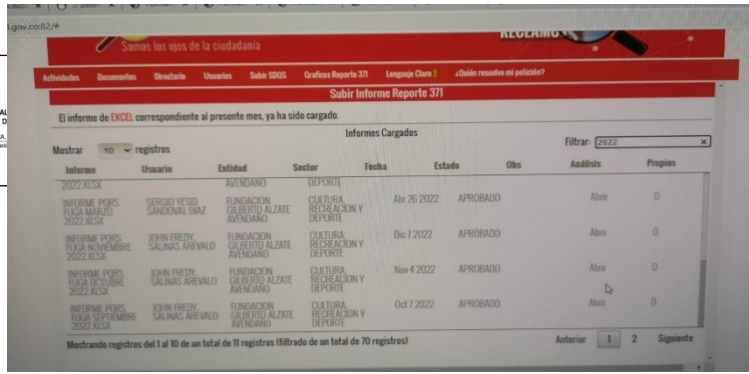 l.gov.co:82/#
Somos los ojos de la ciudadania
RECLAMO
Actividades Documentos Directorio Usuarios Subir SDQS Graficos Reporte 371 Lenguaje Claro 2 ¿Quién resuelve mi petición?
Subir Informe Reporte 371
El informe de EXCEL correspondiente al presente mes, ya ha sido cargado.
Informes Cargados
Mostrar 10 registros Filtrar: 2022 x
Informe Usuario Entidad Sector Fecha Estado Obs Análisis Propios
2022.XLSX AVENDAÑO DEPORTE
INFORME PQRS SERGIO YESID FUNDACION CULTURA, Abr 26 2022 APROBADO Abrir 0
FUGA MARZO SANDOVAL DIAZ GILBERTO ALZATE RECREACION Y
2022.XLSX AVENDAÑO DEPORTE
INFORME PQRS JOHN FREDY FUNDACION CULTURA, Dic 7 2022 APROBADO Abrir 0
FUGA NOVIEMBRE SALINAS AREVALO GILBERTO ALZATE RECREACION Y
2022.XLSX AVENDAÑO DEPORTE
INFORME PQRS JOHN FREDY FUNDACION CULTURA, Nov 4 2022 APROBADO Abrir 0
FUGA OCTUBRE SALINAS AREVALO GILBERTO ALZATE RECREACION Y
2022.XLSX AVENDAÑO DEPORTE
INFORME PQRS JOHN FREDY FUNDACION CULTURA, Oct 7 2022 APROBADO Abrir 0
FUGA SEPTIEMBRE SALINAS AREVALO GILBERTO ALZATE RECREACION Y
2022.XLSX AVENDAÑO DEPORTE
Mostrando registros del 1 al 10 de un total de 11 registros (filtrado de un total de 70 registros) Anterior 1 2 Siguiente